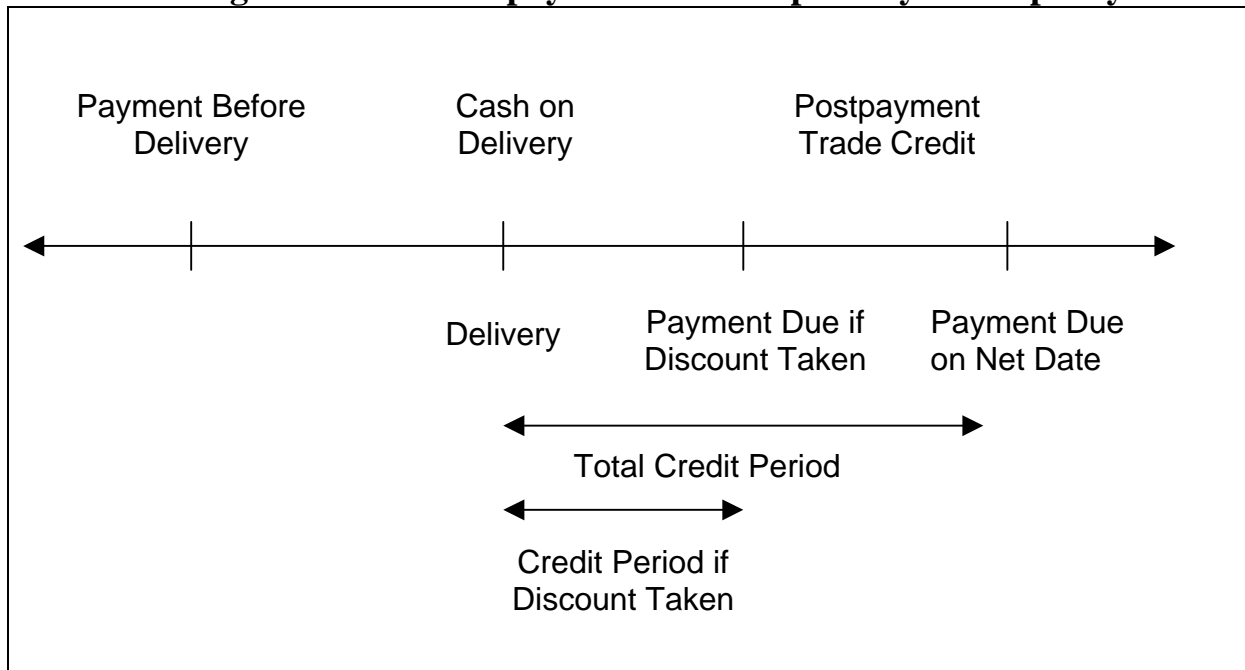 Payment Before
Delivery
Cash on
Delivery
Postpayment
Trade Credit
Delivery
Payment Due if
Discount Taken
Payment Due
on Net Date
Total Credit Period
Credit Period if
Discount Taken